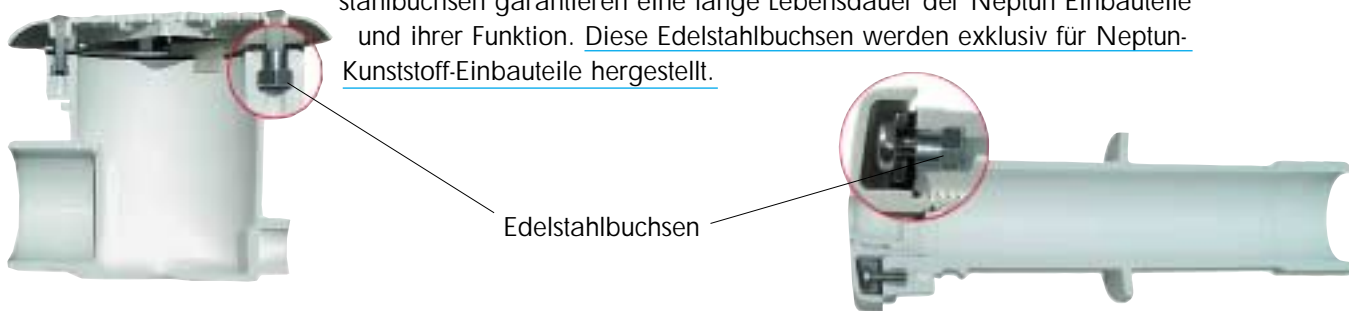 stahlbuchsen garantieren eine lange Lebensdauer der Neptun Einbauteile
und ihrer Funktion. Diese Edelstahlbuchsen werden exklusiv für Neptun-
Kunststoff-Einbauteile hergestellt.
Edelstahlbuchsen